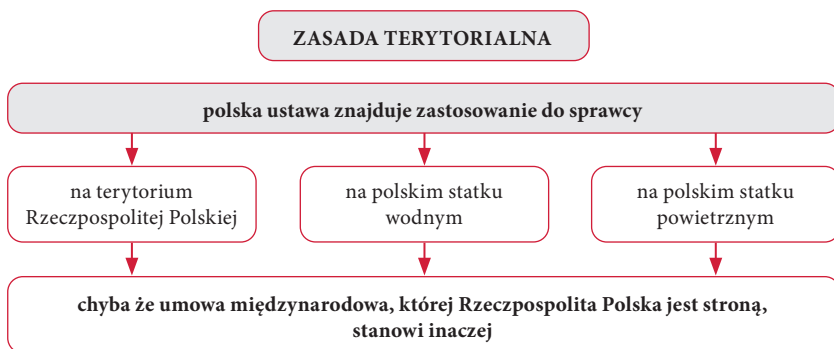 ZASADA TERYTORIALNA
polska ustawa znajduje zastosowanie do sprawcy
na terytorium
Rzeczpospolitej Polskiej
na polskim statku
wodnym
na polskim statku
powietrznym
chyba że umowa międzynarodowa, której Rzeczpospolita Polska jest stroną,
stanowi inaczej